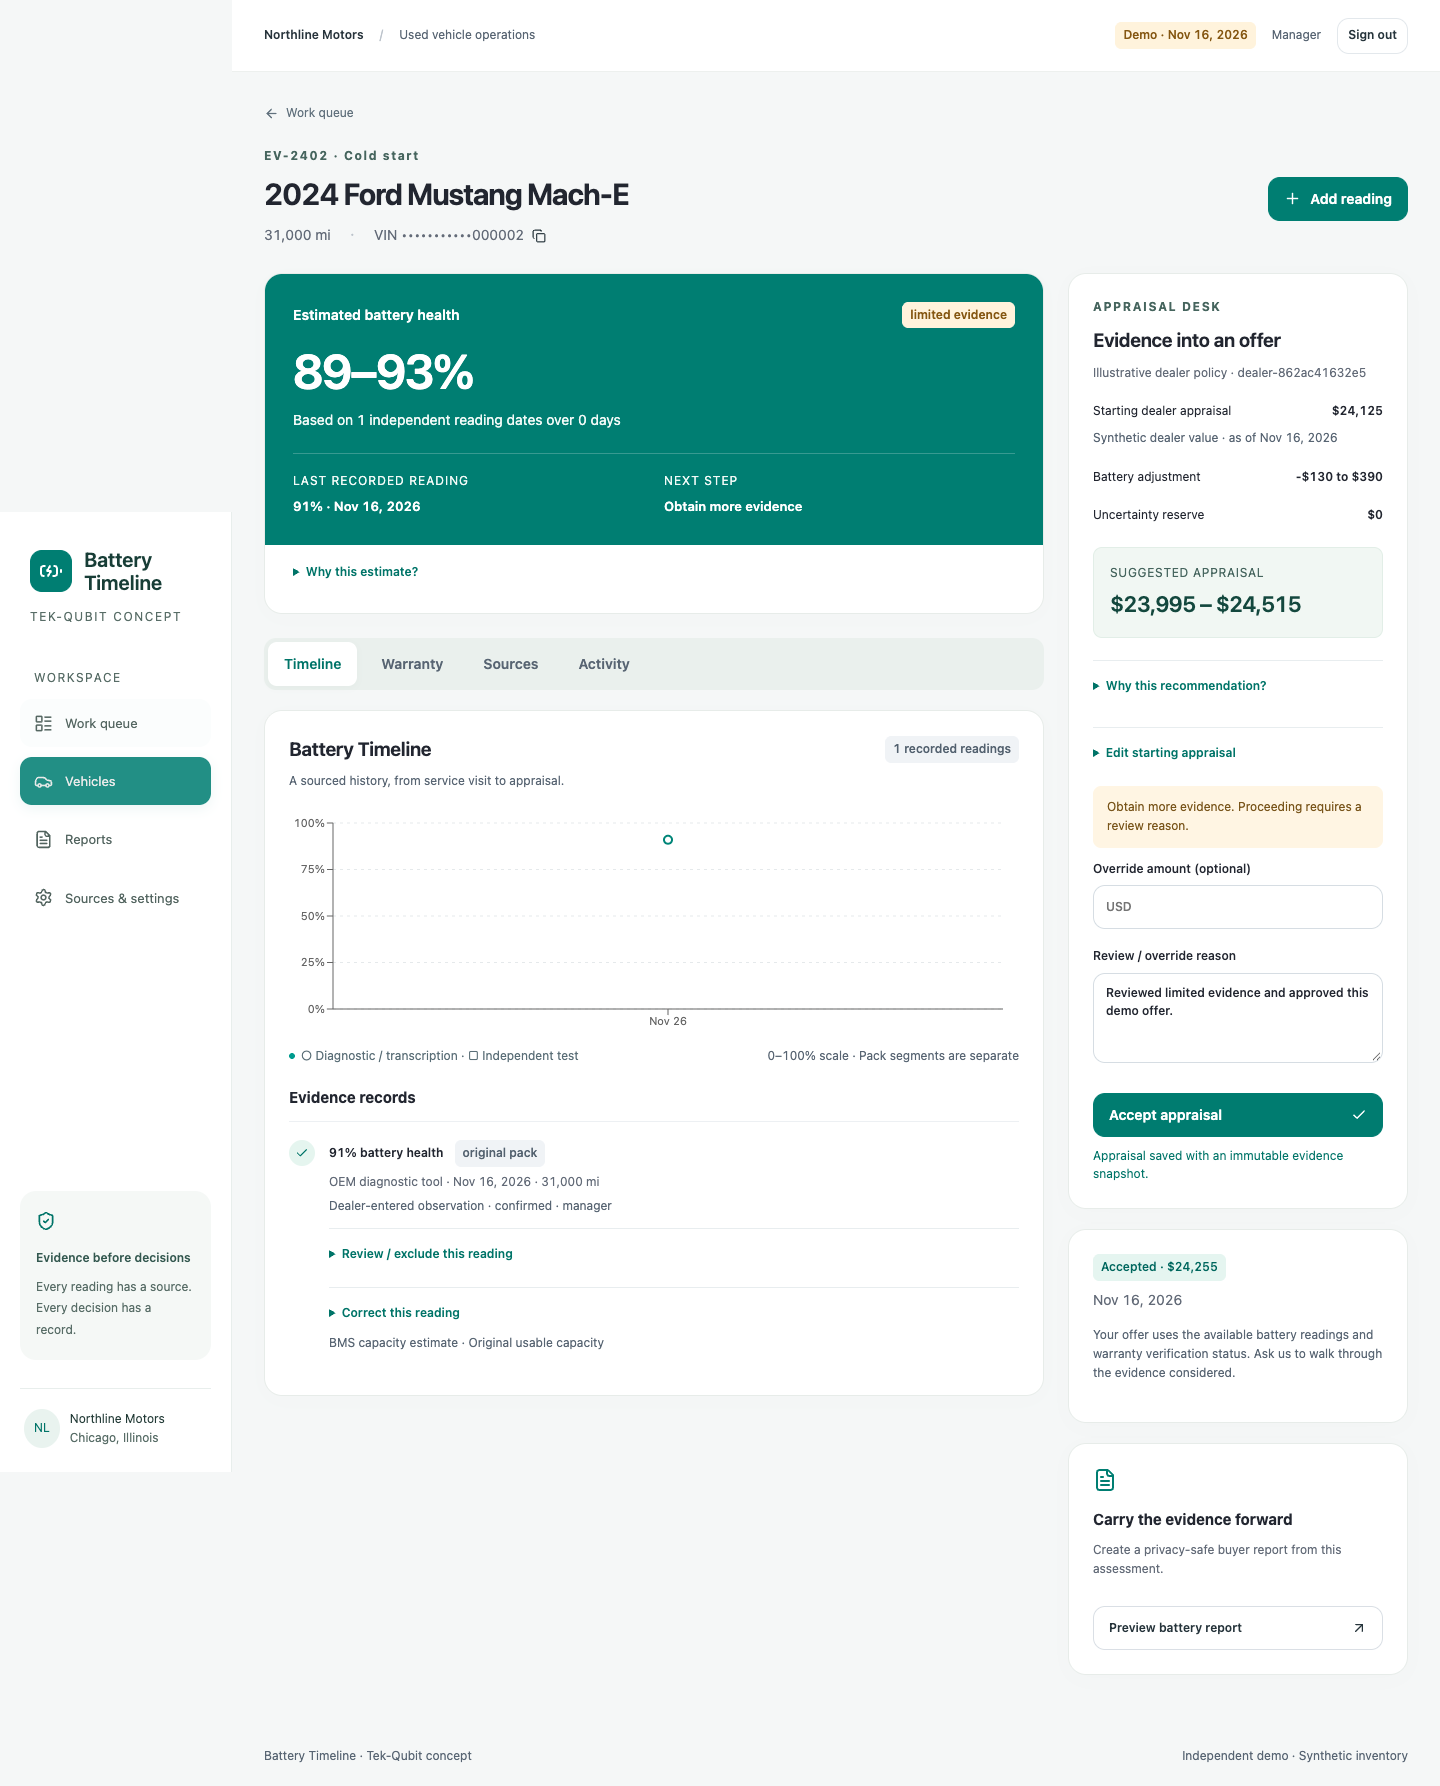 Northline Motors / Used vehicle operations
Demo · Nov 16, 2026
Manager
Sign out
Work queue
EV-2402 · Cold start
2024 Ford Mustang Mach-E
31,000 mi · VIN •••••••••••000002
Add reading
Estimated battery health
limited evidence
89–93%
Based on 1 independent reading dates over 0 days
LAST RECORDED READING
91% · Nov 16, 2026
NEXT STEP
Obtain more evidence
Why this estimate?
Timeline
Warranty
Sources
Activity
Battery Timeline
1 recorded readings
A sourced history, from service visit to appraisal.
100%
75%
50%
25%
0%
Nov 26
Diagnostic / transcription · Independent test
0–100% scale · Pack segments are separate
Evidence records
91% battery health
original pack
OEM diagnostic tool · Nov 16, 2026 · 31,000 mi
Dealer-entered observation · confirmed · manager
Review / exclude this reading
Correct this reading
BMS capacity estimate · Original usable capacity
APPRAISAL DESK
Evidence into an offer
Illustrative dealer policy · dealer-862ac41632e5
Starting dealer appraisal $24,125
Synthetic dealer value · as of Nov 16, 2026
Battery adjustment -$130 to $390
Uncertainty reserve $0
SUGGESTED APPRAISAL
$23,995 – $24,515
Why this recommendation?
Edit starting appraisal
Obtain more evidence. Proceeding requires a
review reason.
Override amount (optional)
USD
Review / override reason
Reviewed limited evidence and approved this
demo offer.
Accept appraisal
Appraisal saved with an immutable evidence
snapshot.
Accepted · $24,255
Nov 16, 2026
Your offer uses the available battery readings and
warranty verification status. Ask us to walk through
the evidence considered.
Carry the evidence forward
Create a privacy-safe buyer report from this
assessment.
Preview battery report
Battery
Timeline
TEK-QUBIT CONCEPT
WORKSPACE
Work queue
Vehicles
Reports
Sources & settings
Evidence before decisions
Every reading has a source.
Every decision has a
record.
NL
Northline Motors
Chicago, Illinois
Battery Timeline · Tek-Qubit concept
Independent demo · Synthetic inventory